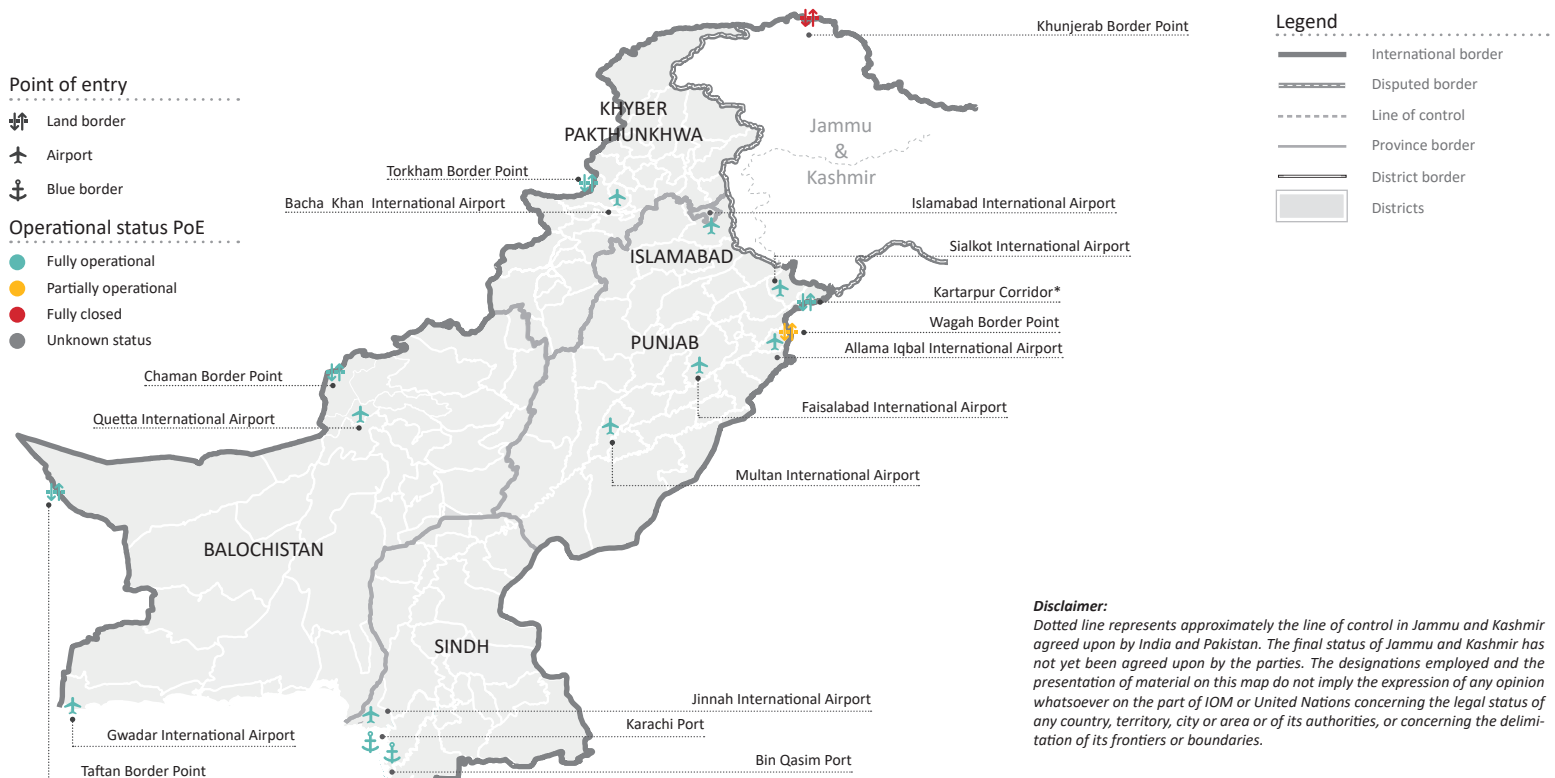 Point of entry
Land border
Airport
Blue border
Operational status PoE
Fully operational
Partially operational
Fully closed
Unknown status
Khunjerab Border Point
KHYBER
PAKTHUNKHWA
Jammu
&
Kashmir
Torkham Border Point
Bacha Khan International Airport
Islamabad International Airport
ISLAMABAD
Sialkot International Airport
Kartarpur Corridor*
Wagah Border Point
PUNJAB
Allama Iqbal International Airport
Chaman Border Point
Faisalabad International Airport
Quetta International Airport
Multan International Airport
BALOCHISTAN
SINDH
Jinnah International Airport
Karachi Port
Gwadar International Airport
Bin Qasim Port
Taftan Border Point
Legend
International border
Disputed border
Line of control
Province border
District border
Districts
Disclaimer:
Dotted line represents approximately the line of control in Jammu and Kashmir
agreed upon by India and Pakistan. The final status of Jammu and Kashmir has
not yet been agreed upon by the parties. The designations employed and the
presentation of material on this map do not imply the expression of any opinion
whatsoever on the part of IOM or United Nations concerning the legal status of
any country, territory, city or area or of its authorities, or concerning the delimi-
tation of its frontiers or boundaries.